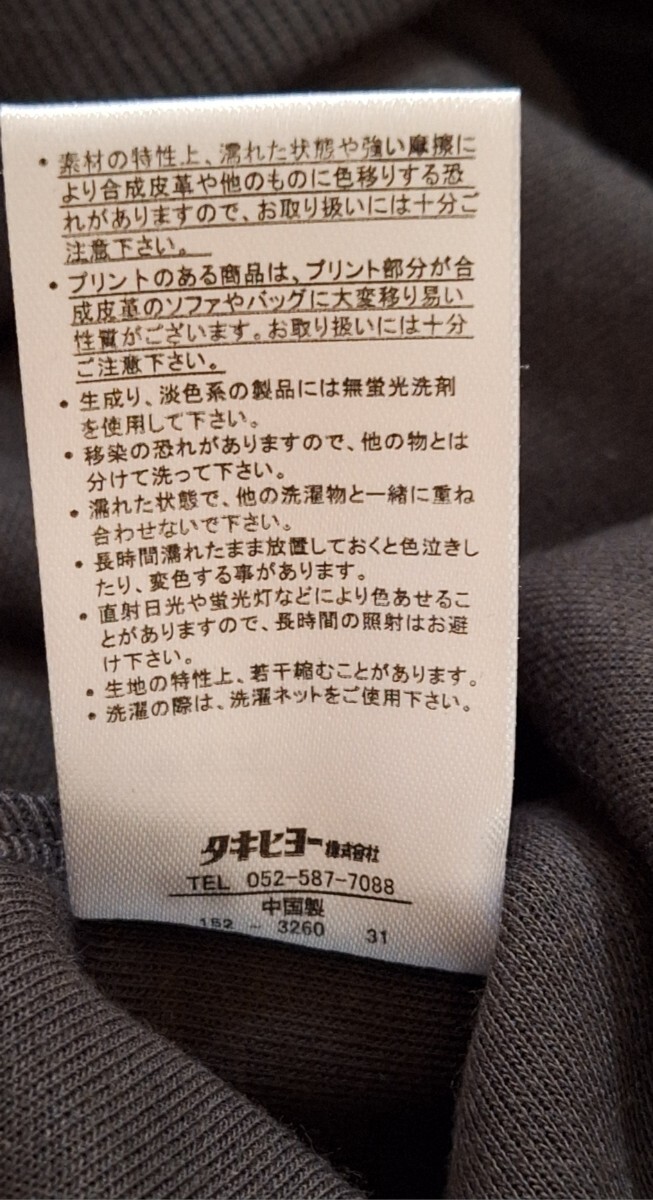 ・素材の特性上、濡れた状態や強い摩擦に
より合成皮革や他のものに色移りする恐
れがありますので、お取り扱いには十分ご
注意下さい。
・プリントのある商品は、プリント部分が合
成皮革のソファやバッグに大変移り易い
性質がございます。お取り扱いには十分
ご注意下さい。
・生成り、淡色系の製品には無蛍光洗剤
を使用して下さい。
・移染の恐れがありますので、他の物とは
分けて洗って下さい。
・濡れた状態で、他の洗濯物と一緒に重ね
合わせないで下さい。
・長時間濡れたまま放置しておくと色泣きし
たり、変色する事があります。
・直射日光や蛍光灯などにより色あせるこ
とがありますので、長時間の照射はお避
け下さい。
・生地の特性上、若干縮むことがあります。
・洗濯の際は、洗濯ネットをご使用下さい。
タキヒヨー株式会社
TEL 052-587-7088
中国製
152 - 3260 31